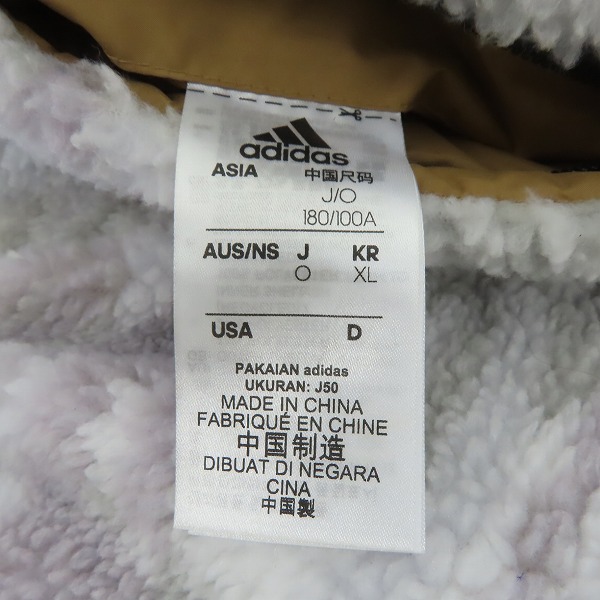 adidas
ASIA 中国尺码
J/O
180/100A
AUS/NS J KR
O XL
USA D
PAKAIAN adidas
UKURAN: J50
MADE IN CHINA
FABRIQUÉ EN CHINE
中国制造
DIBUAT DI NEGARA
CINA
中國製